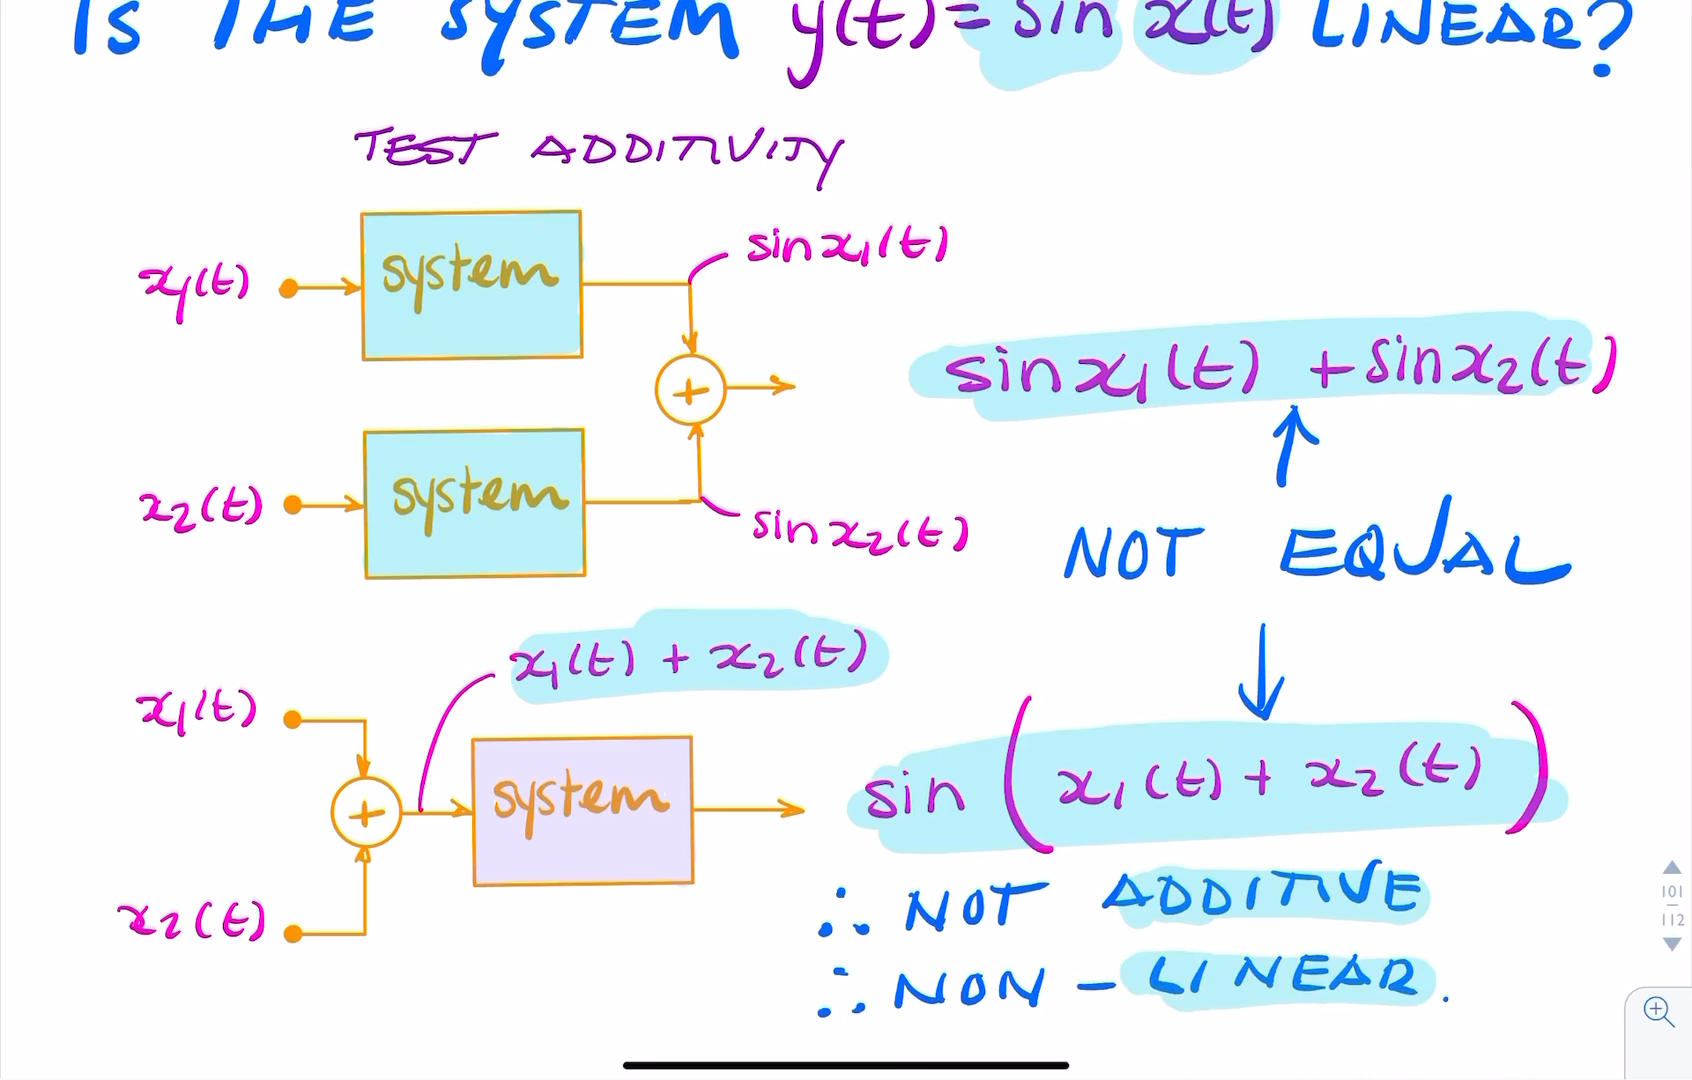 IS THE SYSTEM y(t) = sin x(t) LINEAR?
TEST ADDITIVITY
x₁(t)
system
sin x₁(t)
+
sin x₁(t) + sin x₂(t)
x₂(t)
system
sin x₂(t)
NOT EQUAL
x₁(t) + x₂(t)
x₁(t)
+
system
sin ( x₁(t) + x₂(t) )
x₂(t)
∴ NOT ADDITIVE
∴ NON - LINEAR.
101
112